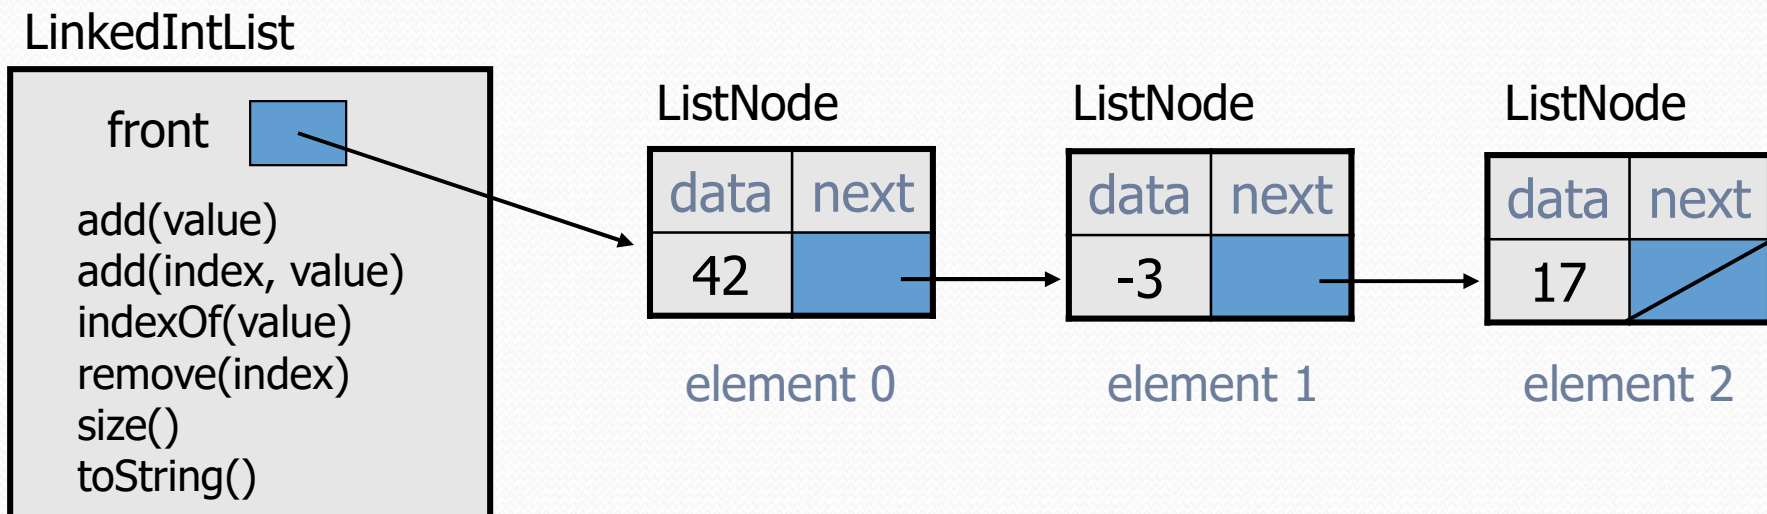 LinkedIntList
front
add(value)
add(index, value)
indexOf(value)
remove(index)
size()
toString()
ListNode
data next
42
element 0
ListNode
data next
-3
element 1
ListNode
data next
17
element 2